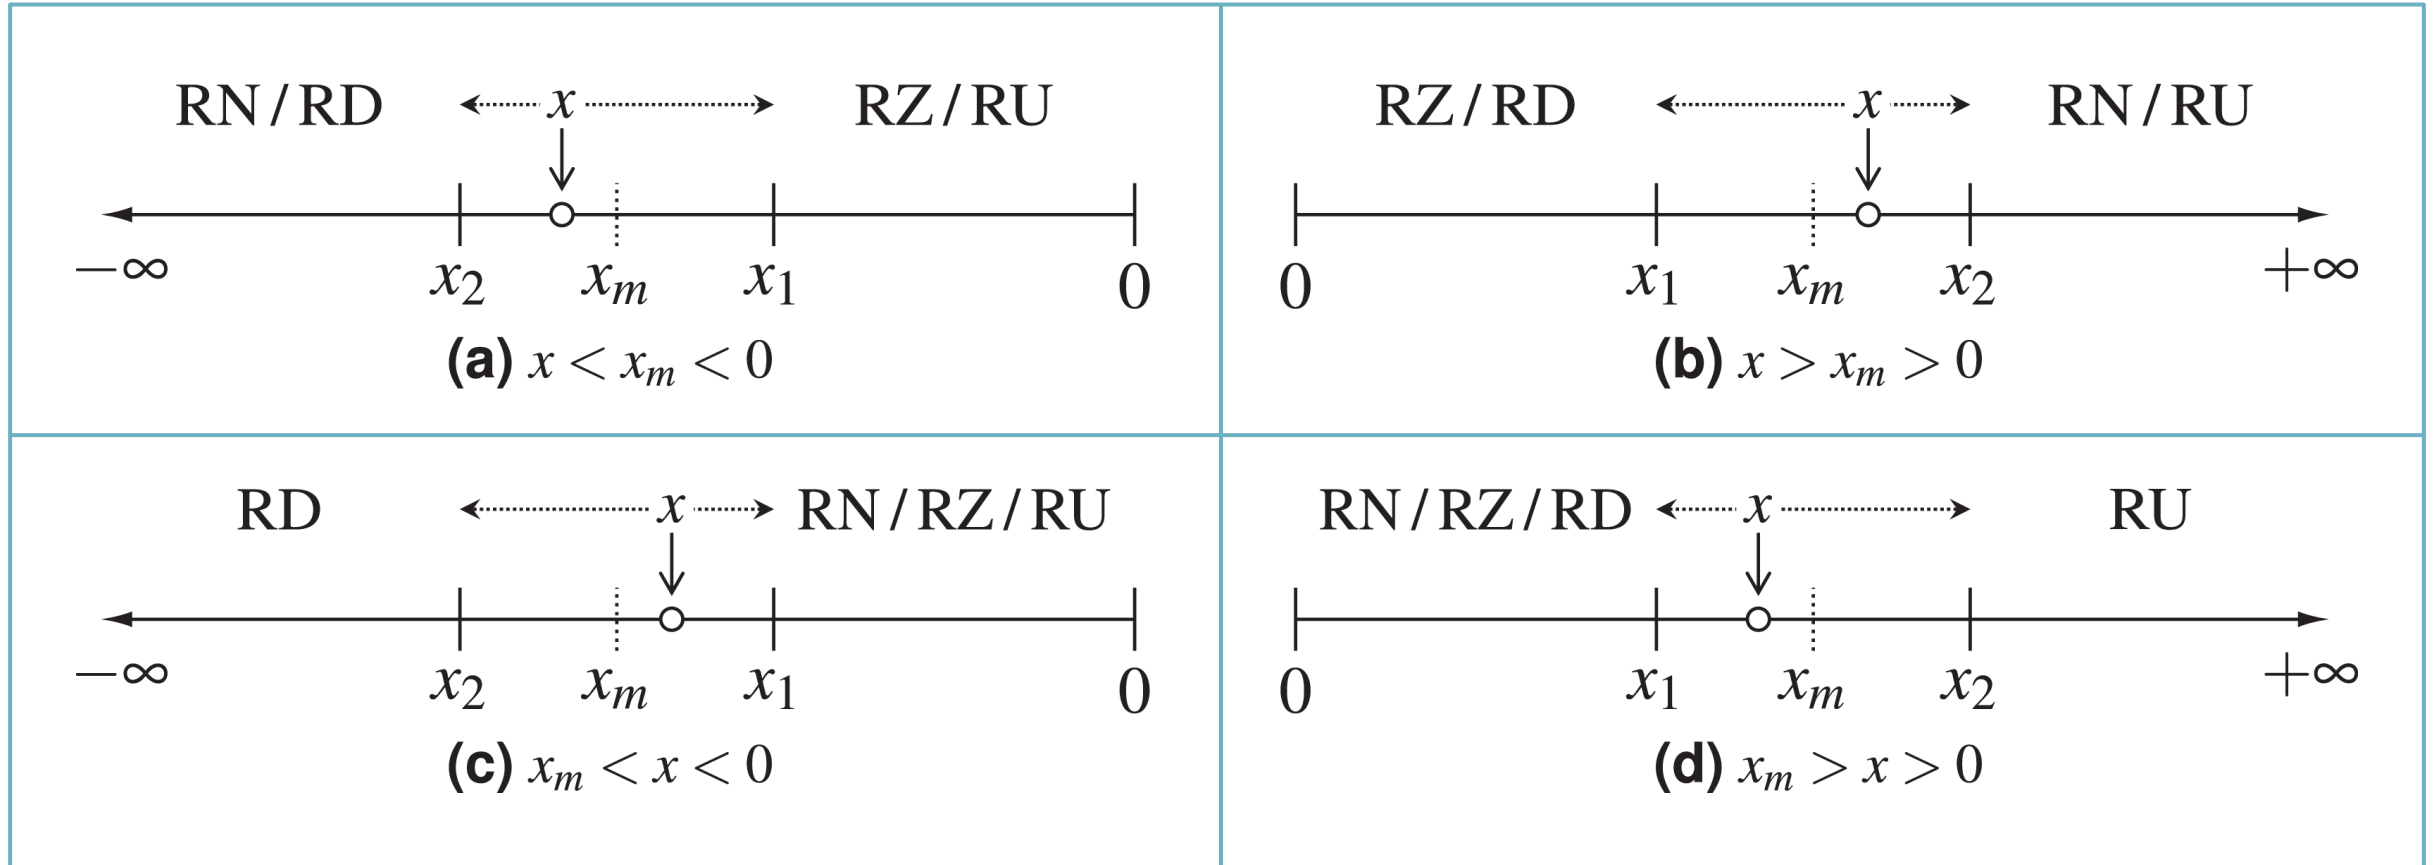 RN / RD x RZ / RU
−∞ x₂ xₘ x₁ 0
(a) x < xₘ < 0
RZ / RD x RN / RU
0 x₁ xₘ x₂ +∞
(b) x > xₘ > 0
RD x RN / RZ / RU
−∞ x₂ xₘ x₁ 0
(c) xₘ < x < 0
RN / RZ / RD x RU
0 x₁ xₘ x₂ +∞
(d) xₘ > x > 0